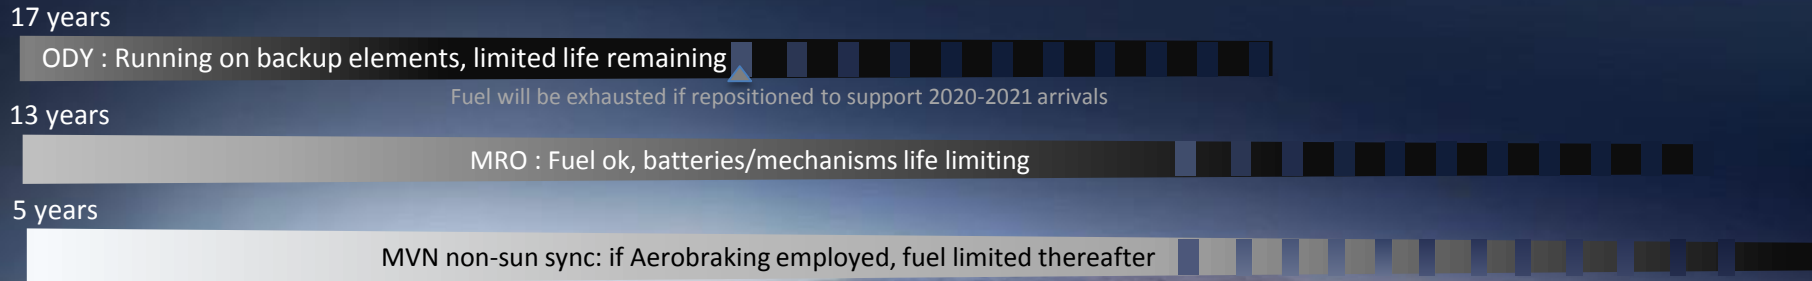 17 years
ODY : Running on backup elements, limited life remaining
Fuel will be exhausted if repositioned to support 2020-2021 arrivals
13 years
MRO : Fuel ok, batteries/mechanisms life limiting
5 years
MVN non-sun sync: if Aerobraking employed, fuel limited thereafter